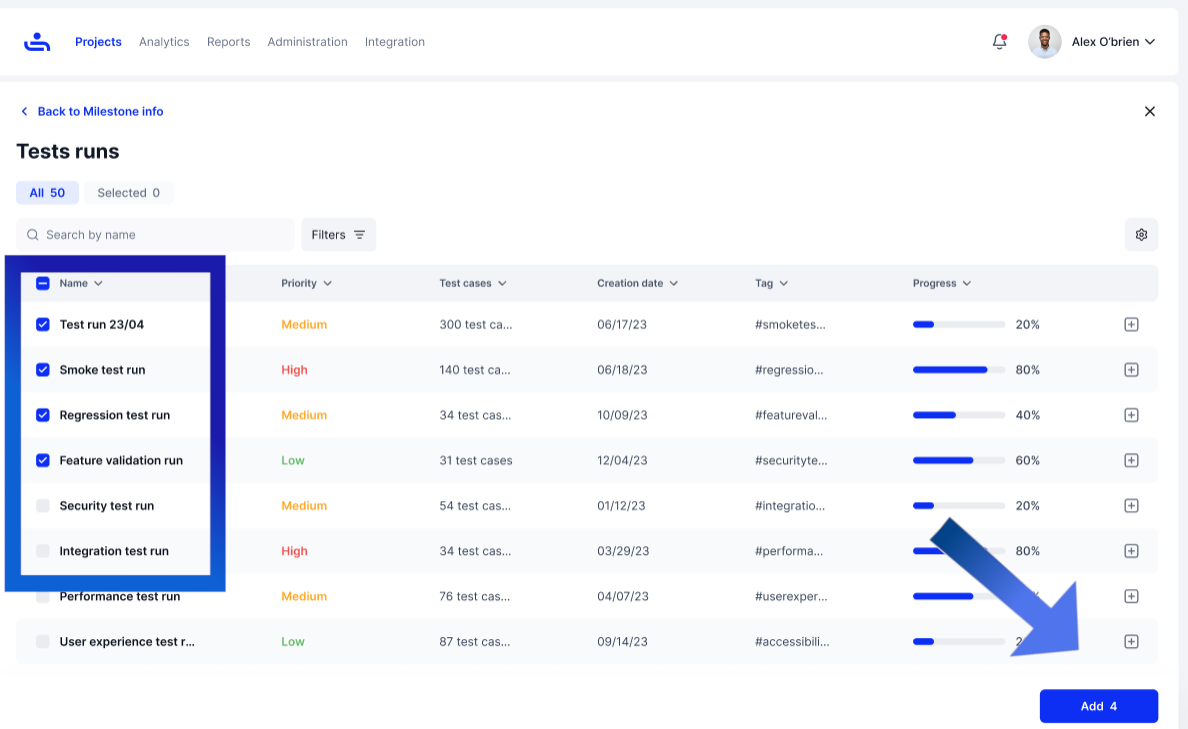 Projects Analytics Reports Administration Integration Alex O'brien
Back to Milestone info
Tests runs
All 50 Selected 0
Search by name Filters
Name Priority Test cases Creation date Tag Progress
Test run 23/04 Medium 300 test ca... 06/17/23 #smoketes... 20%
Smoke test run High 140 test ca... 06/18/23 #regressio... 80%
Regression test run Medium 34 test cas... 10/09/23 #featureval... 40%
Feature validation run Low 31 test cases 12/04/23 #securityte... 60%
Security test run Medium 54 test cas... 01/12/23 #integratio... 20%
Integration test run High 34 test cas... 03/29/23 #performa... 80%
Performance test run Medium 76 test cas... 04/07/23 #userexper...
User experience test r... Low 87 test cas... 09/14/23 #accessibili...
Add 4